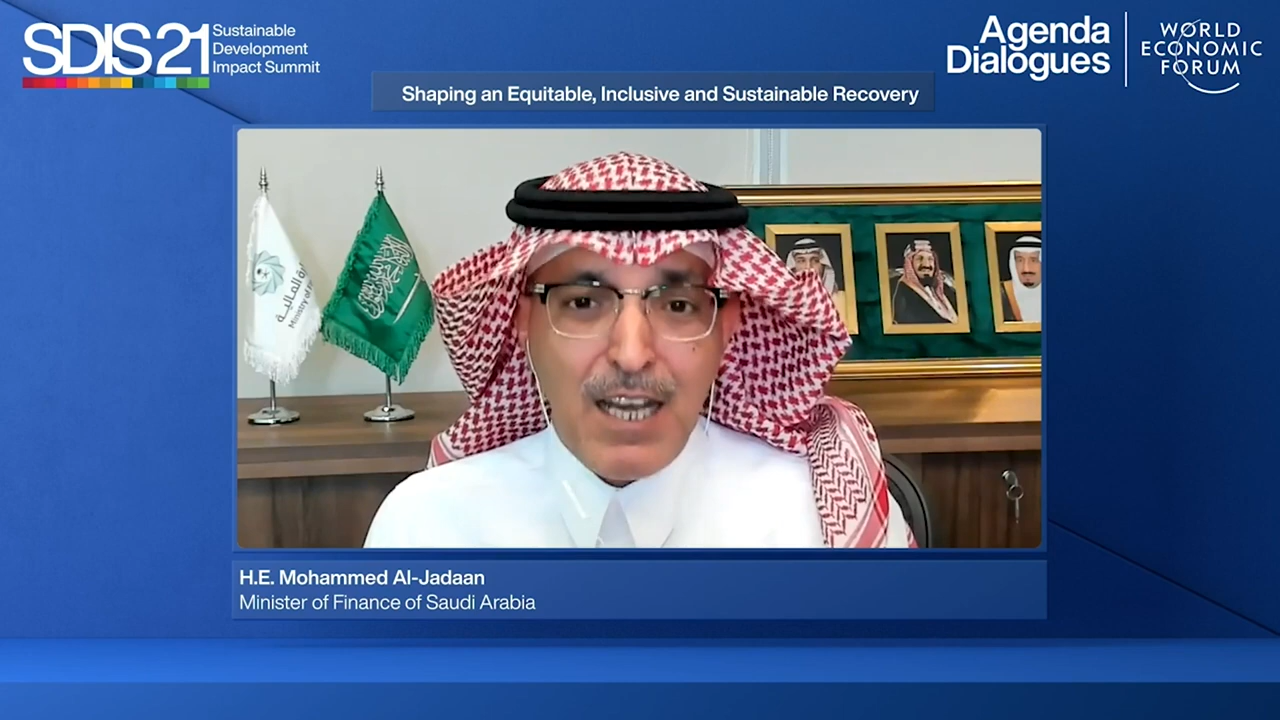 SDIS21
Sustainable
Development
Impact Summit
Agenda
Dialogues
WORLD
ECONOMIC
FORUM
Shaping an Equitable, Inclusive and Sustainable Recovery
H.E. Mohammed Al-Jadaan
Minister of Finance of Saudi Arabia